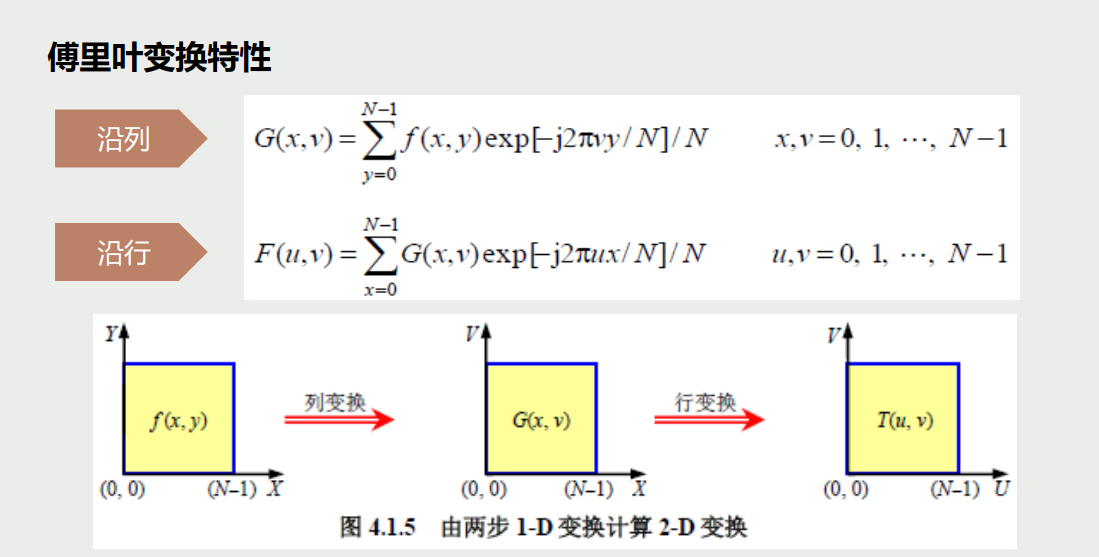 傅里叶变换特性
沿列
G(x,v)=∑_{y=0}^{N−1} f(x,y)exp[−j2πvy/N]/N x,v=0, 1, ⋯, N−1
沿行
F(u,v)=∑_{x=0}^{N−1} G(x,v)exp[−j2πux/N]/N u,v=0, 1, ⋯, N−1
Y V V
列变换 行变换
f(x, y) G(x, v) T(u, v)
(0, 0) (N–1) X (0, 0) (N–1) X (0, 0) (N–1) U
图 4.1.5 由两步 1-D 变换计算 2-D 变换